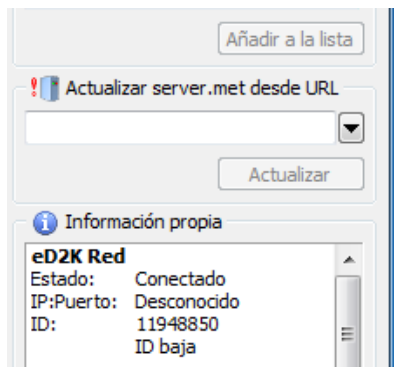 Añadir a la lista
Actualizar server.met desde URL
Actualizar
Información propia
eD2K Red
Estado: Conectado
IP:Puerto: Desconocido
ID: 11948850
ID baja